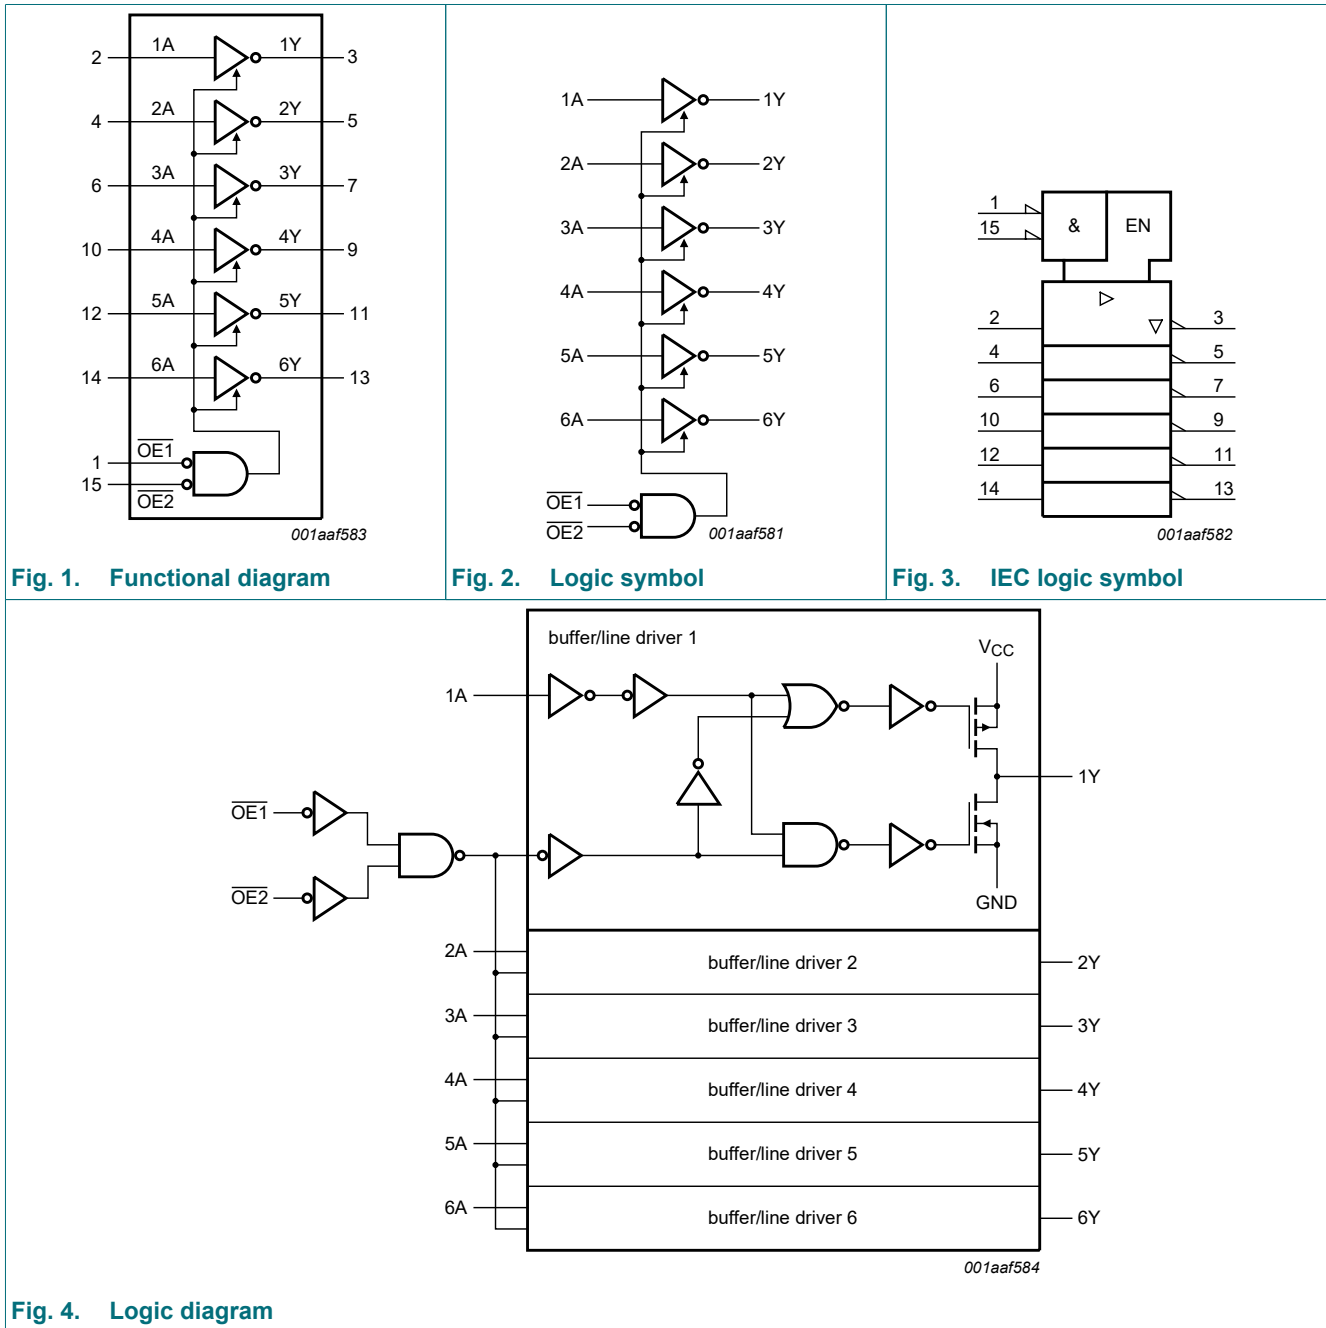 2 1A 1Y 3
4 2A 2Y 5
6 3A 3Y 7
10 4A 4Y 9
12 5A 5Y 11
14 6A 6Y 13
1 OE1
15 OE2
001aaf583
Fig. 1. Functional diagram
1A 1Y
2A 2Y
3A 3Y
4A 4Y
5A 5Y
6A 6Y
OE1
OE2
001aaf581
Fig. 2. Logic symbol
1
15
& EN
2 3
4 5
6 7
10 9
12 11
14 13
001aaf582
Fig. 3. IEC logic symbol
buffer/line driver 1
VCC
1A
1Y
OE1
OE2
GND
2A buffer/line driver 2 2Y
3A buffer/line driver 3 3Y
4A buffer/line driver 4 4Y
5A buffer/line driver 5 5Y
6A buffer/line driver 6 6Y
001aaf584
Fig. 4. Logic diagram